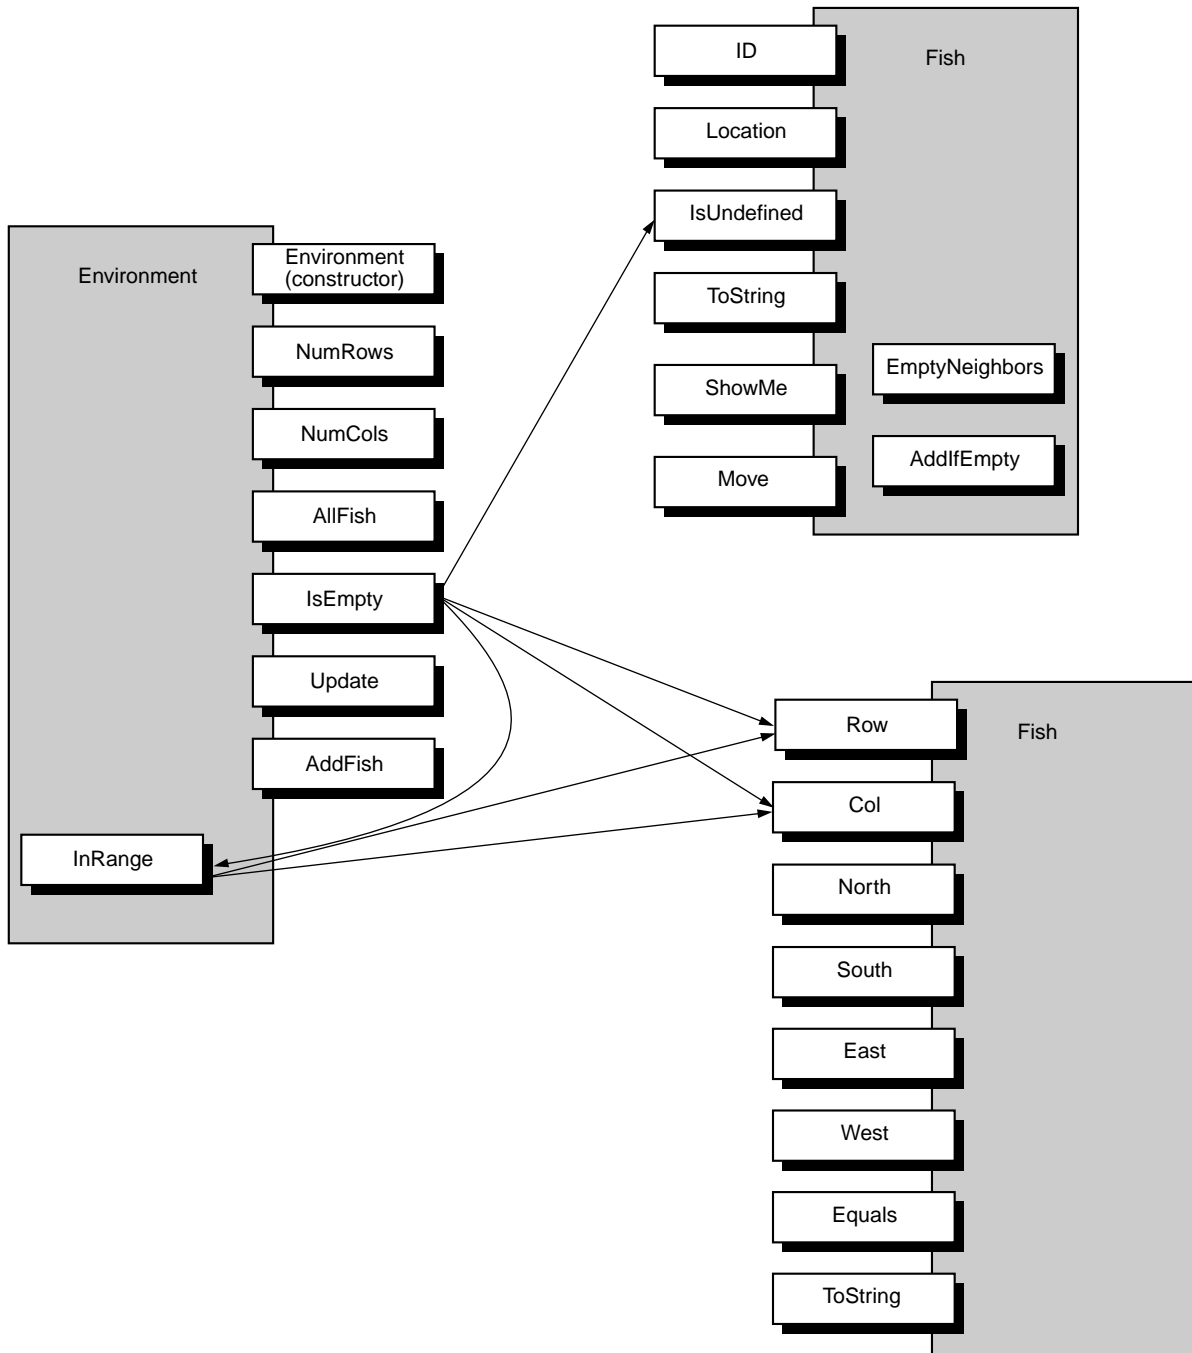 Fish
ID
Location
IsUndefined
ToString
ShowMe
Move
EmptyNeighbors
AddIfEmpty
Environment
Environment
(constructor)
NumRows
NumCols
AllFish
IsEmpty
Update
AddFish
InRange
Fish
Row
Col
North
South
East
West
Equals
ToString